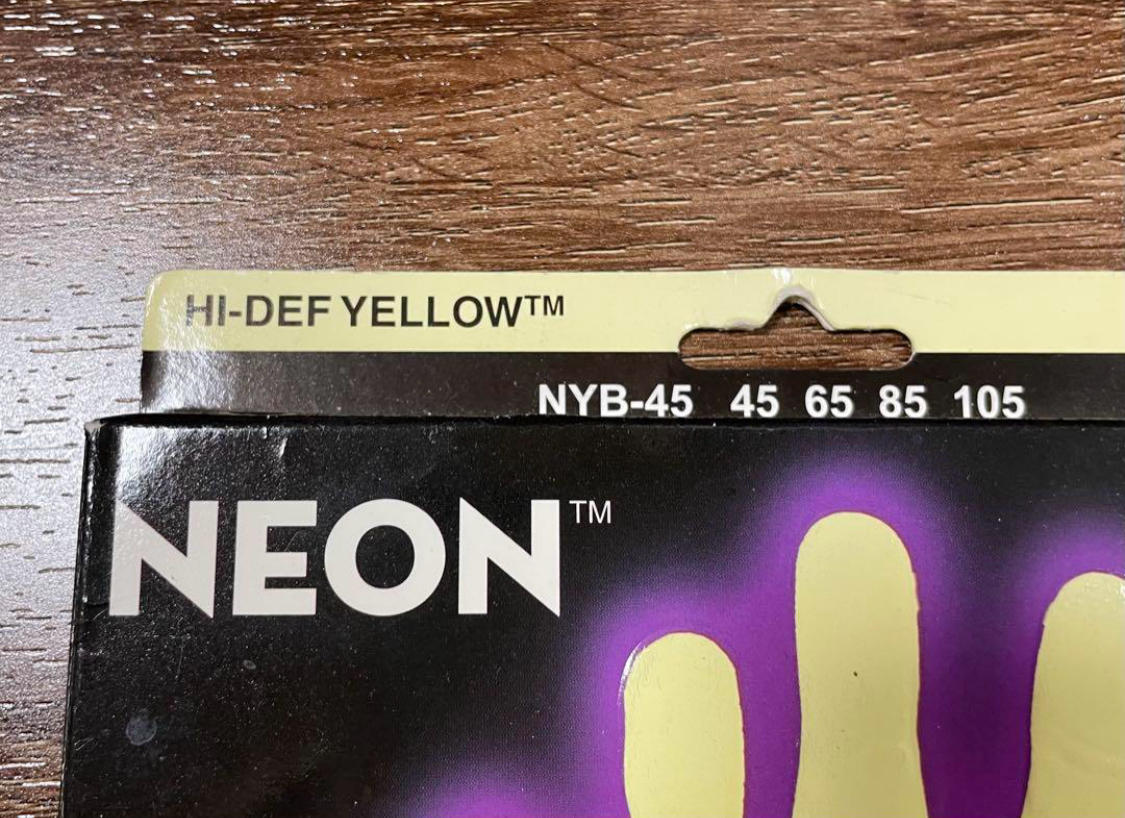 HI-DEF YELLOW™
NYB-45 45 65 85 105
NEON™